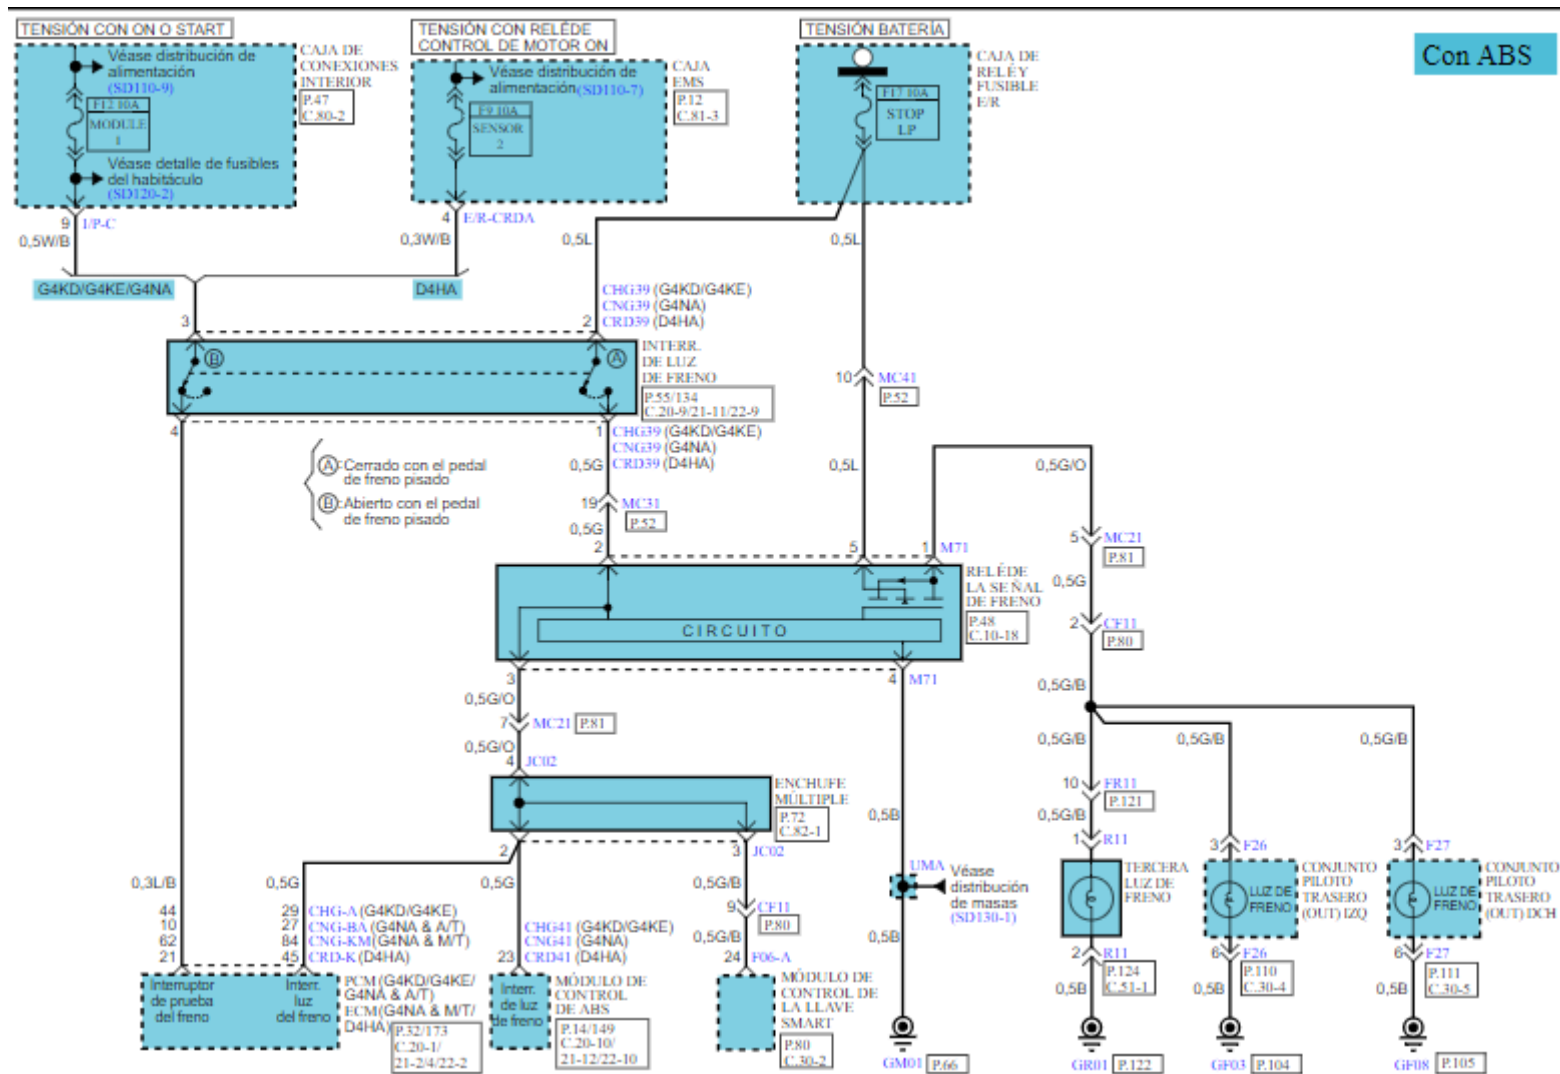 TENSIÓN CON ON O START
TENSIÓN CON RELÉDE
CONTROL DE MOTOR ON
TENSIÓN BATERÍA
Con ABS
Véase distribución de
alimentación
(SD110-9)
F12 10A
MODULE
1
Véase detalle de fusibles
del habitáculo
(SD120-2)
CAJA DE
CONEXIONES
INTERIOR
P.47
C.80-2
Véase distribución de
alimentación(SD110-7)
F9 10A
SENSOR
2
CAJA
EMS
P.12
C.81-3
F17 10A
STOP
LP
CAJA DE
RELÉ Y
FUSIBLE
E/R
9 I/P-C
0,5W/B
4 E/R-CRDA
0,3W/B
0,5L
0,5L
G4KD/G4KE/G4NA
D4HA
CHG39 (G4KD/G4KE)
CNG39 (G4NA)
CRD39 (D4HA)
3
2
B
A
INTERR.
DE LUZ
DE FRENO
P.55/134
C.20-9/21-11/22-9
10 MC41
P.52
4
1
CHG39 (G4KD/G4KE)
CNG39 (G4NA)
CRD39 (D4HA)
0,5G
0,5L
0,5G/O
A :Cerrado con el pedal
de freno pisado
B :Abierto con el pedal
de freno pisado
19 MC31
P.52
0,5G
2
5
1 M71
5 MC21
P.81
0,5G
RELÉDE
LA SEÑAL
DE FRENO
P.48
C.10-18
CIRCUITO
2 CF11
P.80
3
4 M71
0,5G/O
0,5G/B
7 MC21 P.81
0,5G/O
4 JC02
0,5G/B
0,5G/B
0,5G/B
ENCHUFE
MÚLTIPLE
P.72
C.82-1
10 FR11
P.121
0,5B
0,5G/B
2
3 JC02
1 R11
3 F26
3 F27
UMA
Véase
distribución
de masas
(SD130-1)
TERCERA
LUZ DE
FRENO
LUZ DE
FRENO
CONJUNTO
PILOTO
TRASERO
(OUT) IZQ
LUZ DE
FRENO
CONJUNTO
PILOTO
TRASERO
(OUT) DCH
0,3L/B
0,5G
0,5G
0,5G/B
44
10
62
21
29 CHG-A (G4KD/G4KE)
27 CNG-BA (G4NA & A/T)
84 CNG-KM(G4NA & M/T)
45 CRD-K (D4HA)
CHG41 (G4KD/G4KE)
CNG41 (G4NA)
23 CRD41 (D4HA)
9 CF11
P.80
0,5G/B
24 F06-A
0,5B
2 R11
P.124
C.51-1
0,5B
6 F26
P.110
C.30-4
0,5B
6 F27
P.111
C.30-5
0,5B
Interruptor
de prueba
del freno
Interr.
luz
del freno
PCM (G4KD/G4KE/
G4NA & A/T)
ECM(G4NA & M/T/
D4HA)
P.32/173
C.20-1/
21-2/4/22-2
Interr.
de luz
de freno
MÓDULO DE
CONTROL
DE ABS
P.14/149
C.20-10/
21-12/22-10
MÓDULO DE
CONTROL DE
LA LLAVE
SMART
P.80
C.30-2
GM01 P.66
GR01 P.122
GF03 P.104
GF08 P.105